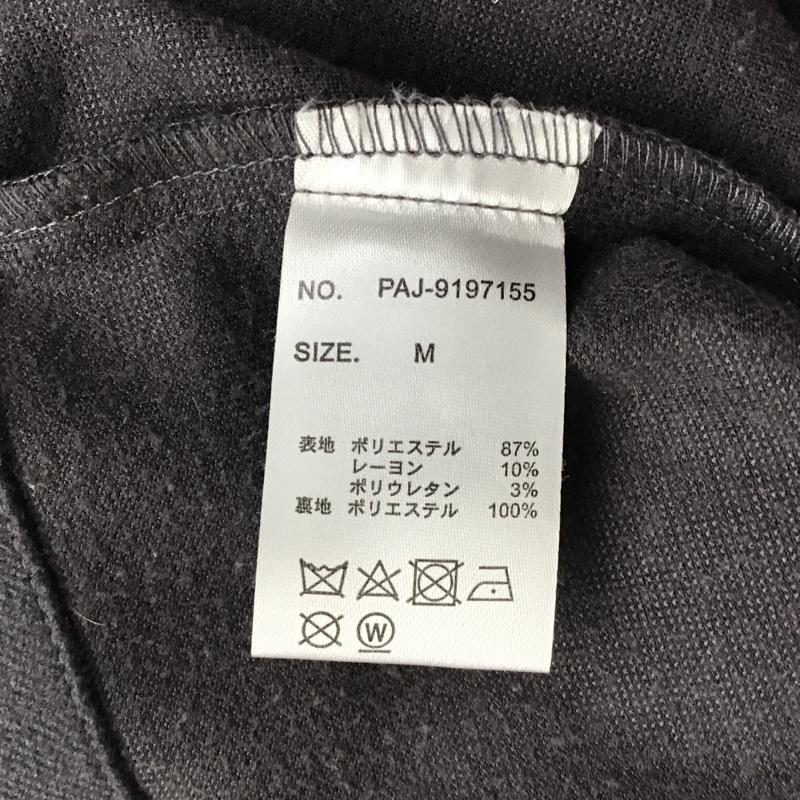 NO. PAJ-9197155
SIZE. M
表地 ポリエステル 87%
レーヨン 10%
ポリウレタン 3%
裏地 ポリエステル 100%
W